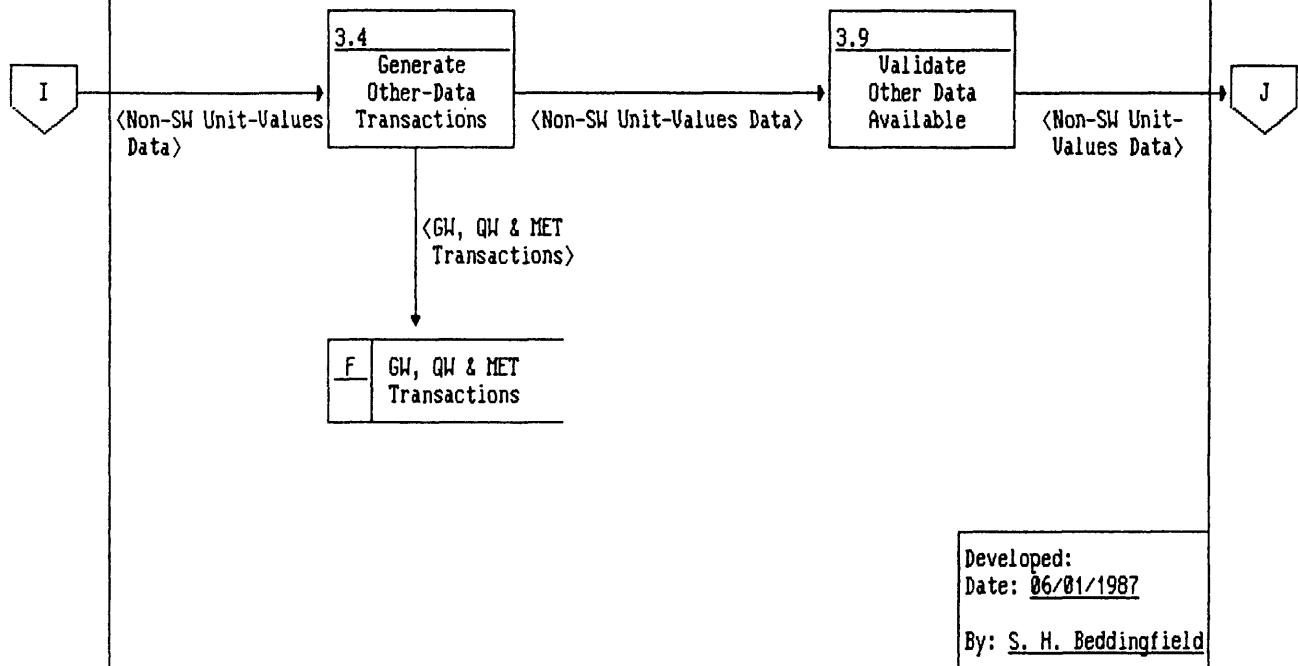 I
<Non-SW Unit-Values
Data>
3.4
Generate
Other-Data
Transactions
<Non-SW Unit-Values Data>
3.9
Validate
Other Data
Available
<Non-SW Unit-
Values Data>
J
<GW, QW & MET
Transactions>
F
GW, QW & MET
Transactions
Developed:
Date: 06/01/1987
By: S. H. Beddingfield